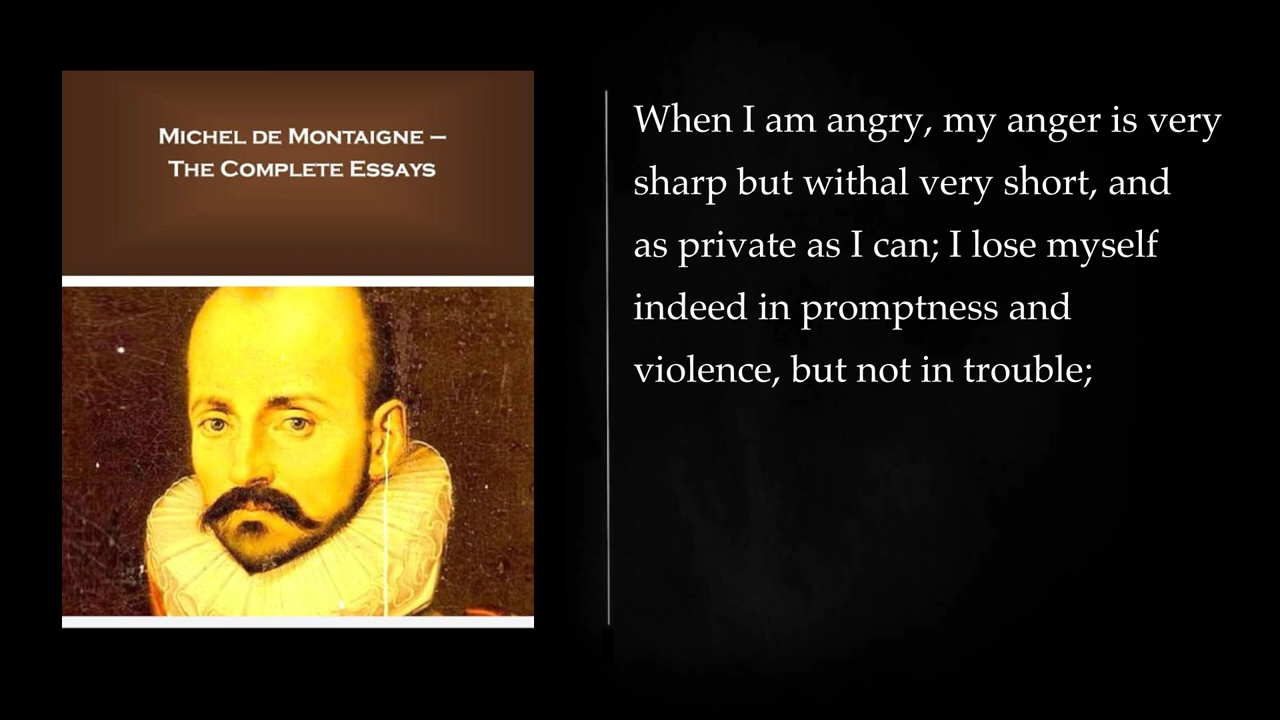 MICHEL DE MONTAIGNE –
THE COMPLETE ESSAYS
When I am angry, my anger is very
sharp but withal very short, and
as private as I can; I lose myself
indeed in promptness and
violence, but not in trouble;